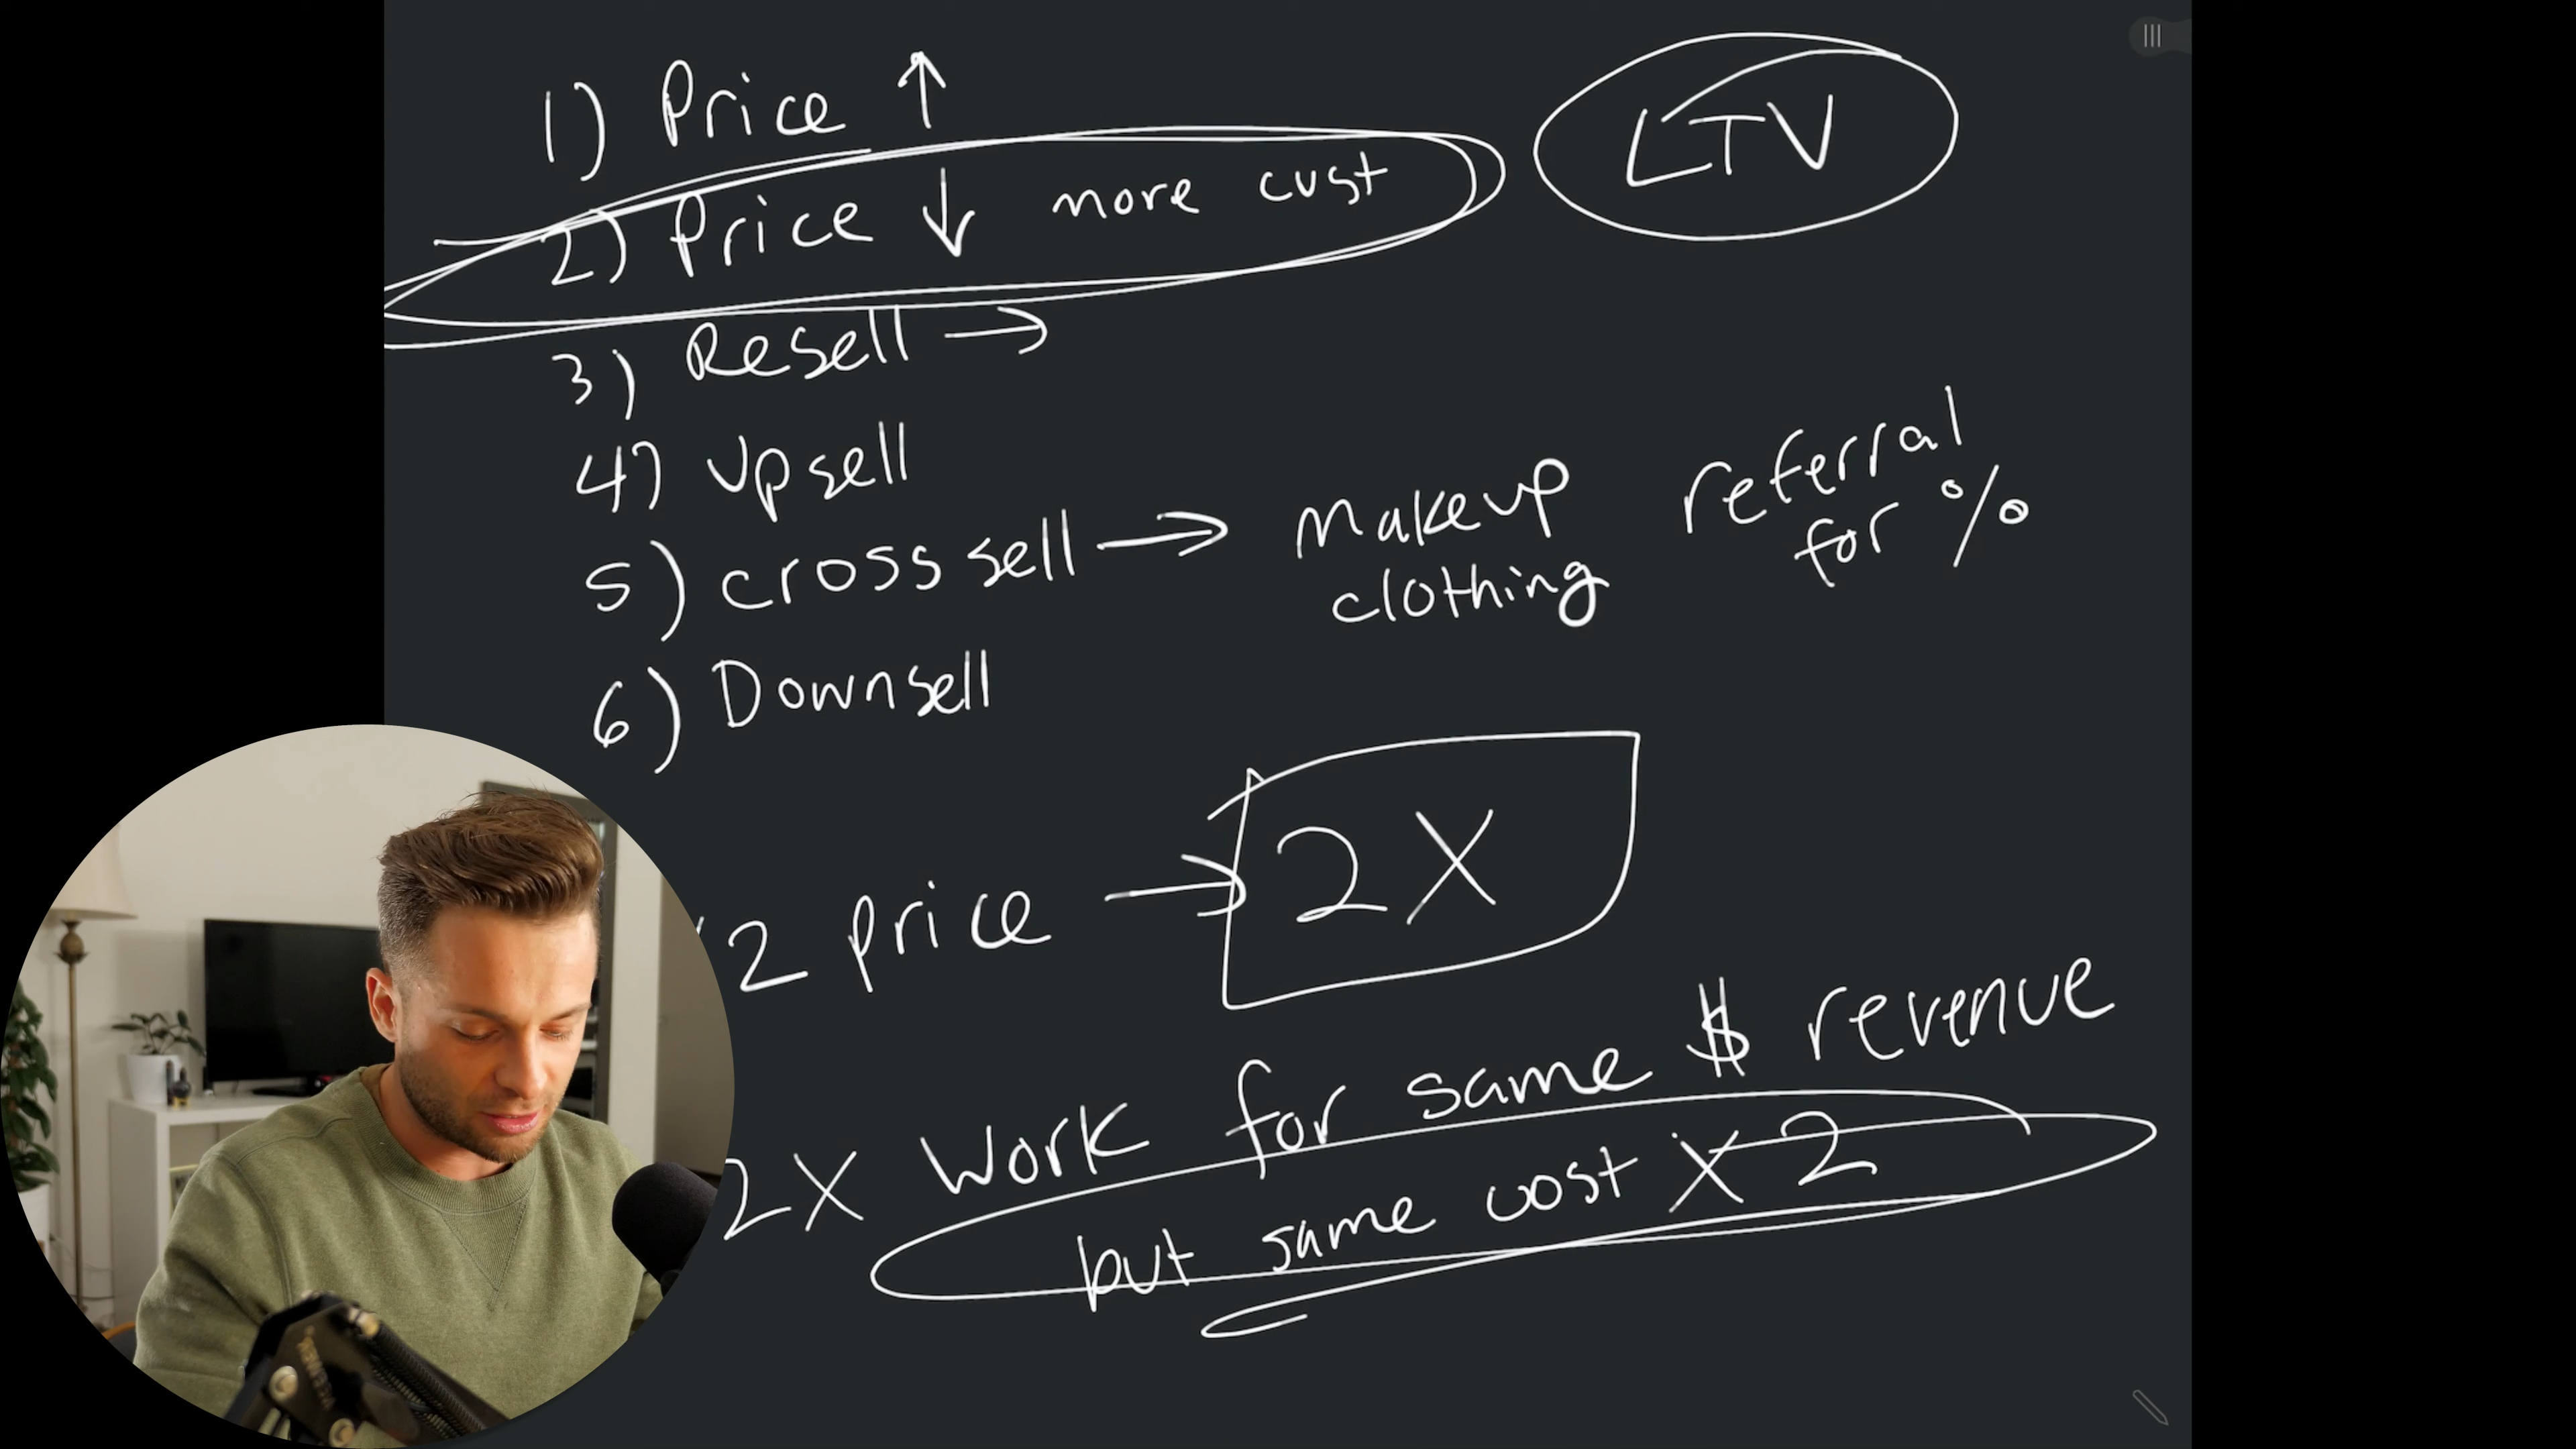 1) Price ↑
LTV
2) Price ↓ more cust
3) Resell →
4) Upsell
5) cross sell → makeup referral
clothing for %
6) Downsell
2 price → 2X
2X work for same $ revenue
but same cost X 2